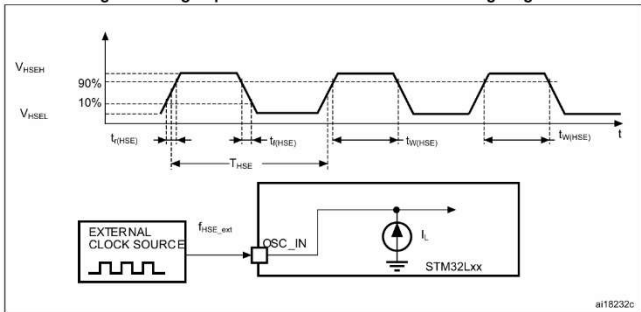 V_HSEH
90%
10%
V_HSEL
t_r(HSE)
t_f(HSE)
t_W(HSE)
t_W(HSE)
t
T_HSE
EXTERNAL
CLOCK SOURCE
f_HSE_ext
OSC_IN
I_L
STM32Lxx
ai18232c